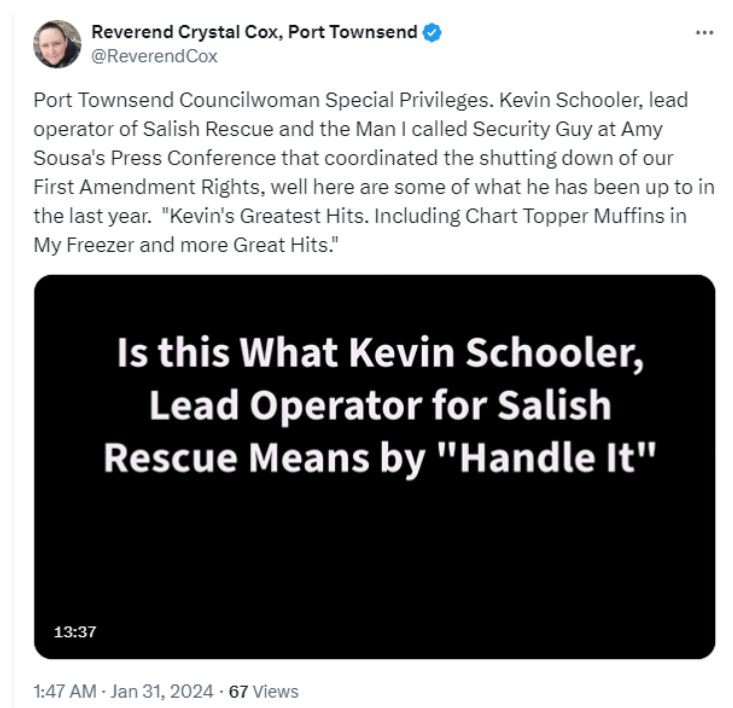 Reverend Crystal Cox, Port Townsend
@ReverendCox
Port Townsend Councilwoman Special Privileges. Kevin Schooler, lead
operator of Salish Rescue and the Man I called Security Guy at Amy
Sousa's Press Conference that coordinated the shutting down of our
First Amendment Rights, well here are some of what he has been up to in
the last year.  "Kevin's Greatest Hits. Including Chart Topper Muffins in
My Freezer and more Great Hits."
Is this What Kevin Schooler,
Lead Operator for Salish
Rescue Means by "Handle It"
13:37
1:47 AM · Jan 31, 2024 · 67 Views